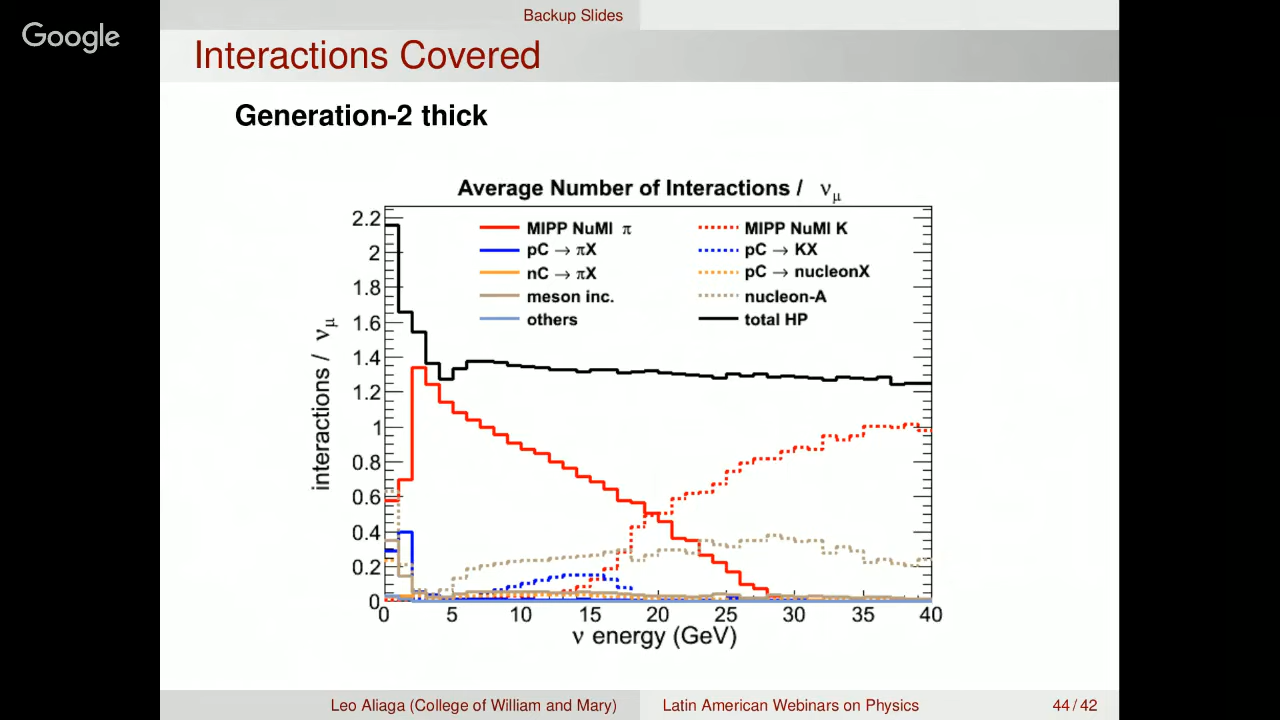 Backup Slides
Google
Interactions Covered
Generation-2 thick
Average Number of Interactions / νμ
2.2
2
1.8
1.6
1.4
1.2
1
0.8
0.6
0.4
0.2
0
interactions / νμ
MIPP NuMI π
MIPP NuMI K
pC → πX
pC → KX
nC → πX
pC → nucleonX
meson inc.
nucleon-A
others
total HP
0 5 10 15 20 25 30 35 40
ν energy (GeV)
Leo Aliaga (College of William and Mary) Latin American Webinars on Physics 44 / 42